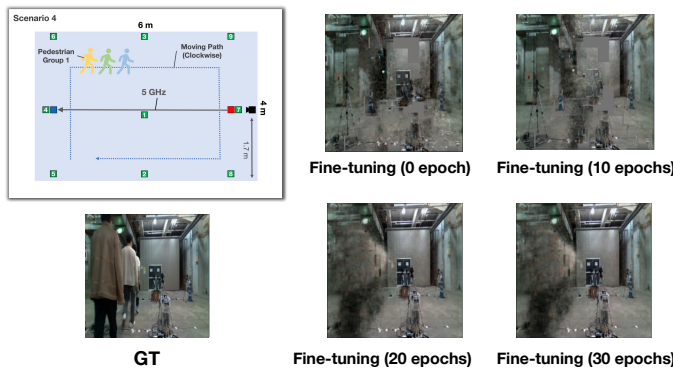 Scenario 4
6 m
6
3
9
Pedestrian
Group 1
Moving Path
(Clockwise)
5 GHz
4
1
7
4 m
1.7 m
5
2
8
Fine-tuning (0 epoch)
Fine-tuning (10 epochs)
GT
Fine-tuning (20 epochs)
Fine-tuning (30 epochs)